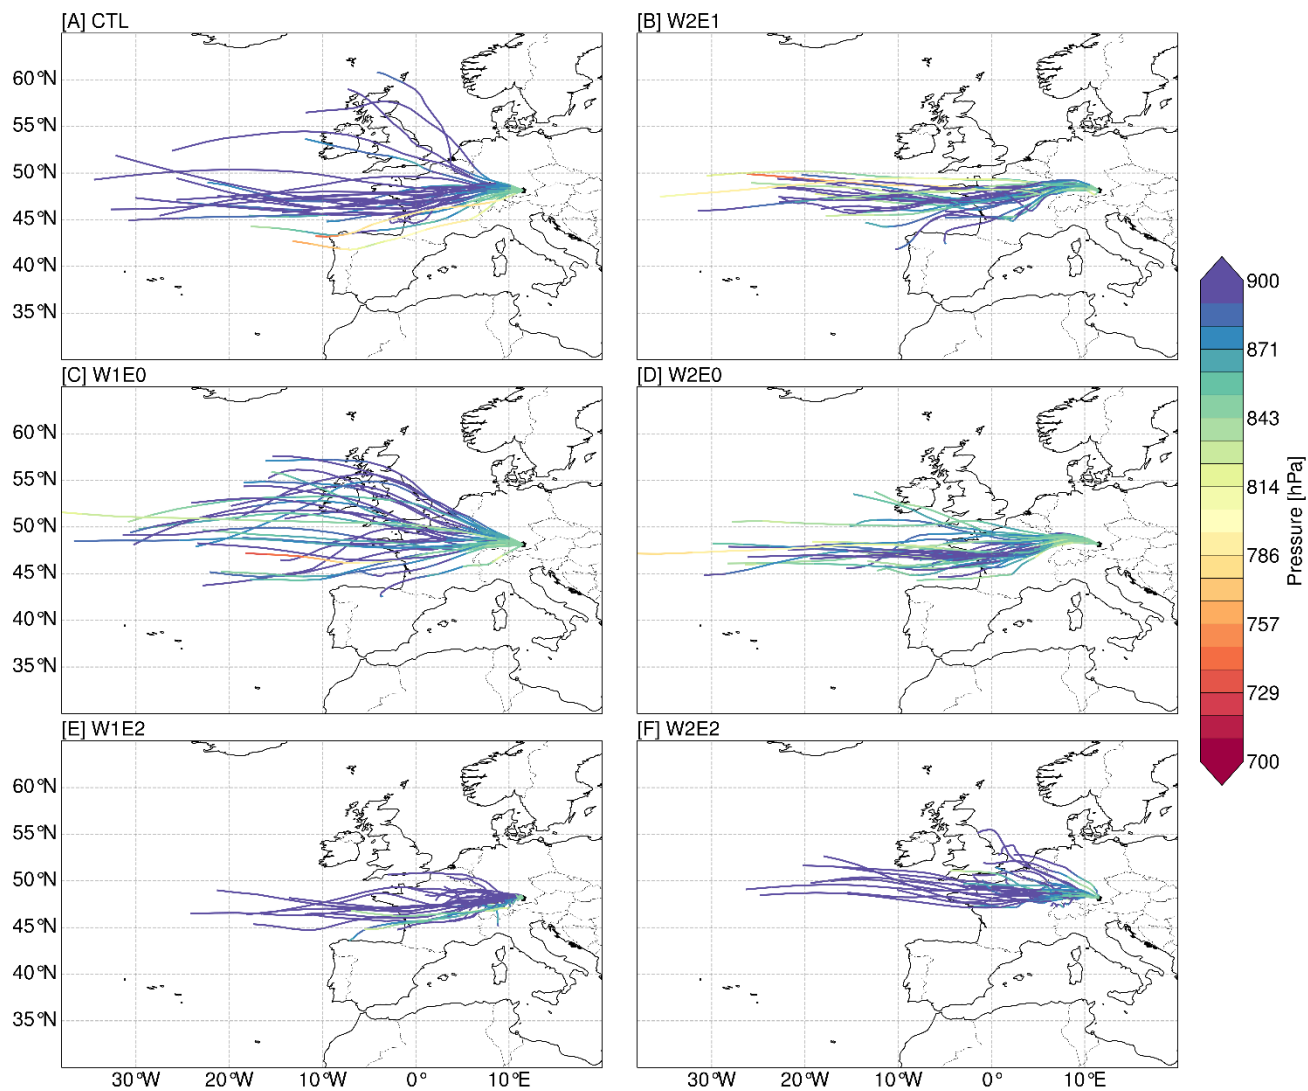 [A] CTL
[B] W2E1
60°N
55°N
50°N
45°N
40°N
35°N
[C] W1E0
[D] W2E0
60°N
55°N
50°N
45°N
40°N
35°N
[E] W1E2
[F] W2E2
60°N
55°N
50°N
45°N
40°N
35°N
30°W 20°W 10°W 0° 10°E
30°W 20°W 10°W 0° 10°E
900
871
843
814
786
757
729
700
Pressure [hPa]